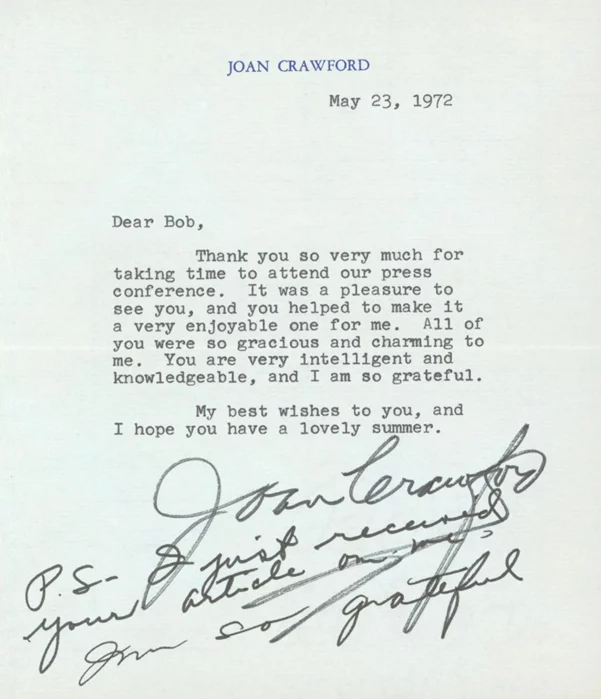 JOAN CRAWFORD
May 23, 1972
Dear Bob,
Thank you so very much for
taking time to attend our press
conference. It was a pleasure to
see you, and you helped to make it
a very enjoyable one for me. All of
you were so gracious and charming to
me. You are very intelligent and
knowledgeable, and I am so grateful.
My best wishes to you, and
I hope you have a lovely summer.
Joan Crawford
P.S- I just received
your article on me,
I'm so grateful